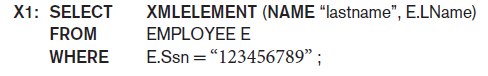 X1: SELECT XMLELEMENT (NAME “lastname”, E.LName)
FROM EMPLOYEE E
WHERE E.Ssn = “123456789” ;